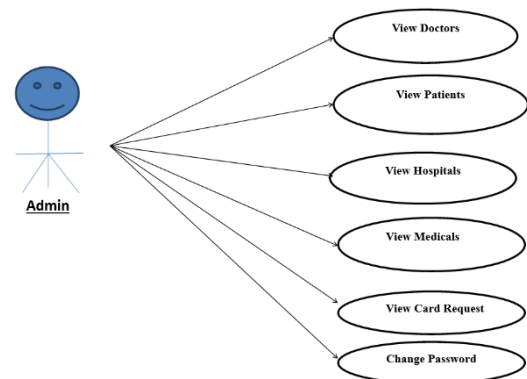 View Doctors
View Patients
View Hospitals
Admin
View Medicals
View Card Request
Change Password